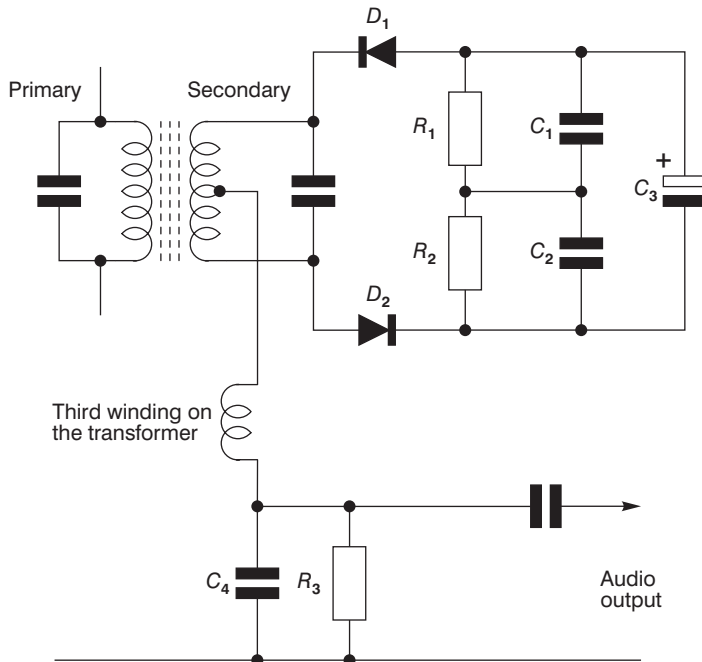 D1
Primary
Secondary
R1
C1
+
C3
R2
C2
D2
Third winding on
the transformer
C4
R3
Audio
output